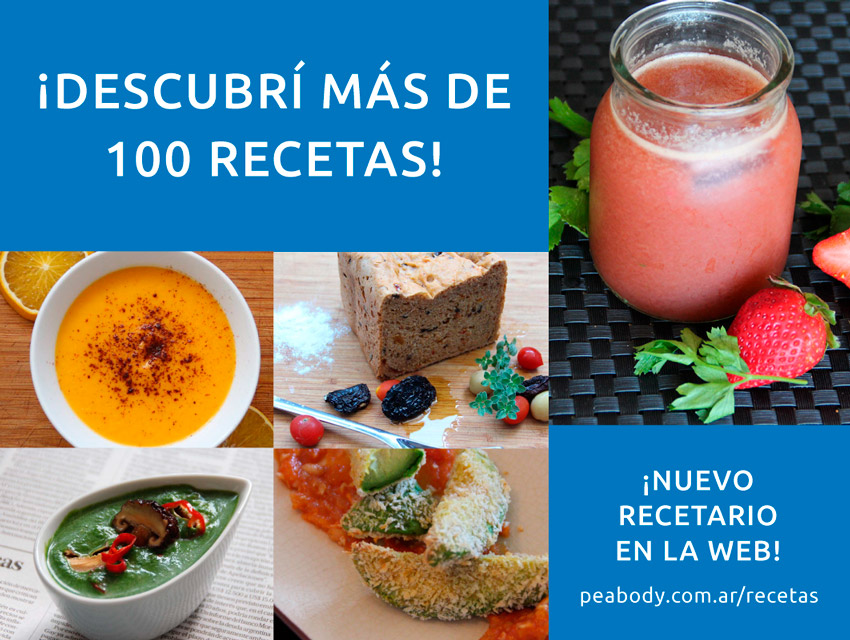 ¡DESCUBRÍ MÁS DE
100 RECETAS!
¡NUEVO
RECETARIO
EN LA WEB!
peabody.com.ar/recetas